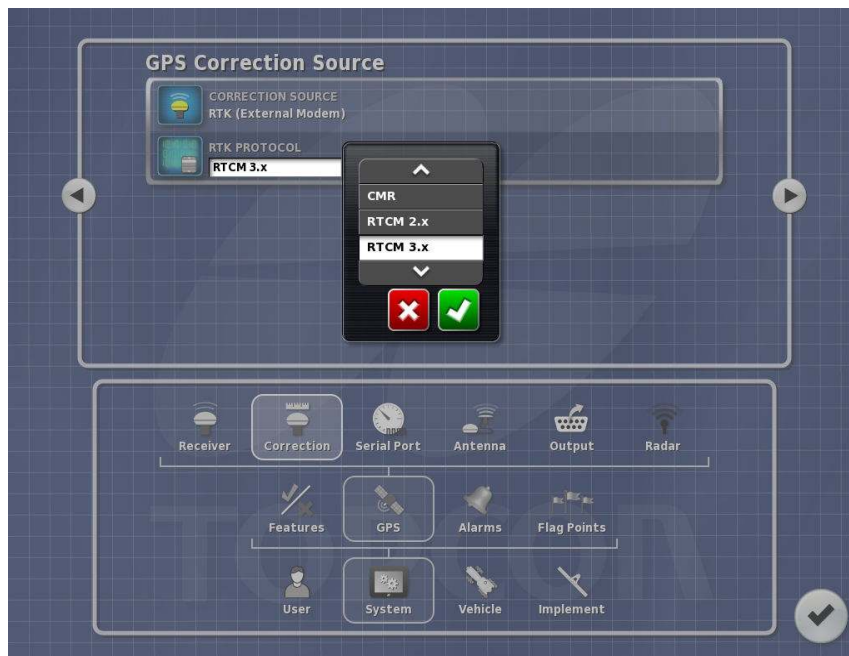 GPS Correction Source
CORRECTION SOURCE
RTK (External Modem)
RTK PROTOCOL
RTCM 3.x
CMR
RTCM 2.x
RTCM 3.x
Receiver
Correction
Serial Port
Antenna
Output
Radar
Features
GPS
Alarms
Flag Points
User
System
Vehicle
Implement
TOPCON